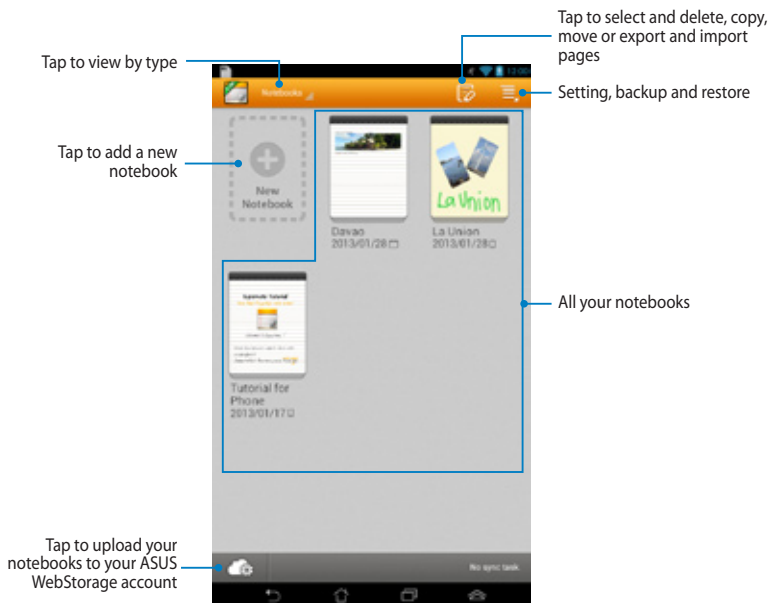 Tap to select and delete, copy,
move or export and import
pages
Tap to view by type
12:00
Notebooks
Setting, backup and restore
Tap to add a new
notebook
New
Notebook
La Union
Davao
2013/01/28
La Union
2013/01/28
All your notebooks
Tutorial for
Phone
2013/01/17
Tap to upload your
notebooks to your ASUS
WebStorage account
No sync task.